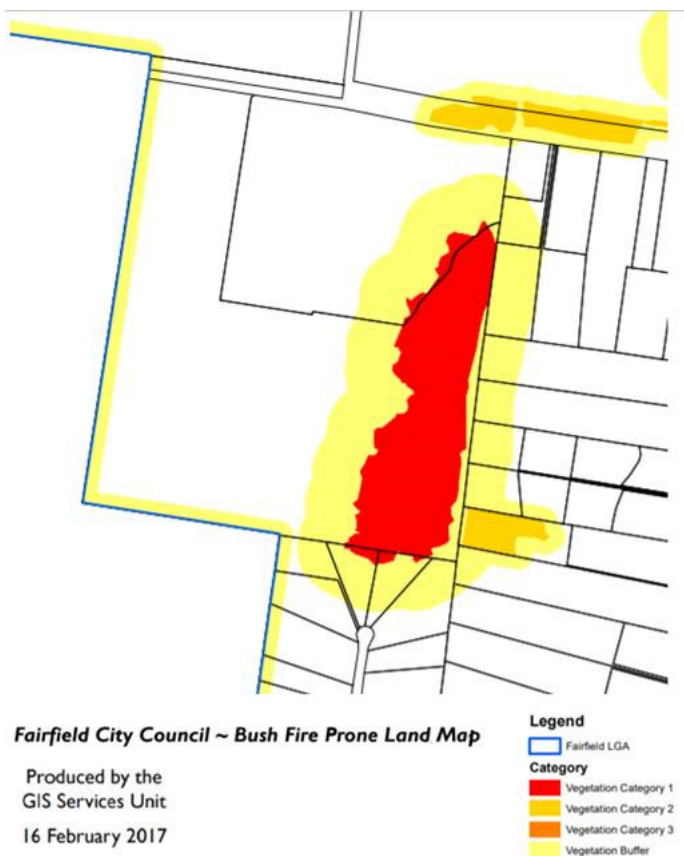 Fairfield City Council ~ Bush Fire Prone Land Map
Produced by the
GIS Services Unit
16 February 2017
Legend
Fairfield LGA
Category
Vegetation Category 1
Vegetation Category 2
Vegetation Category 3
Vegetation Buffer